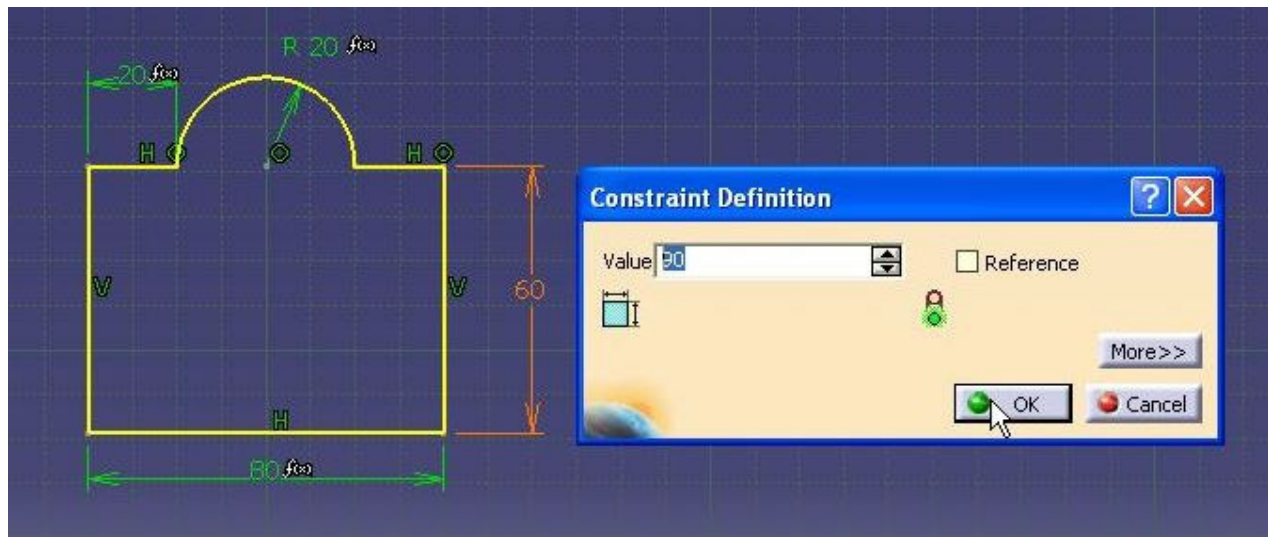 R 20 f(x)
20 f(x)
H
H
V
V
60
H
80 f(x)
Constraint Definition
Value 90
Reference
More>>
OK
Cancel